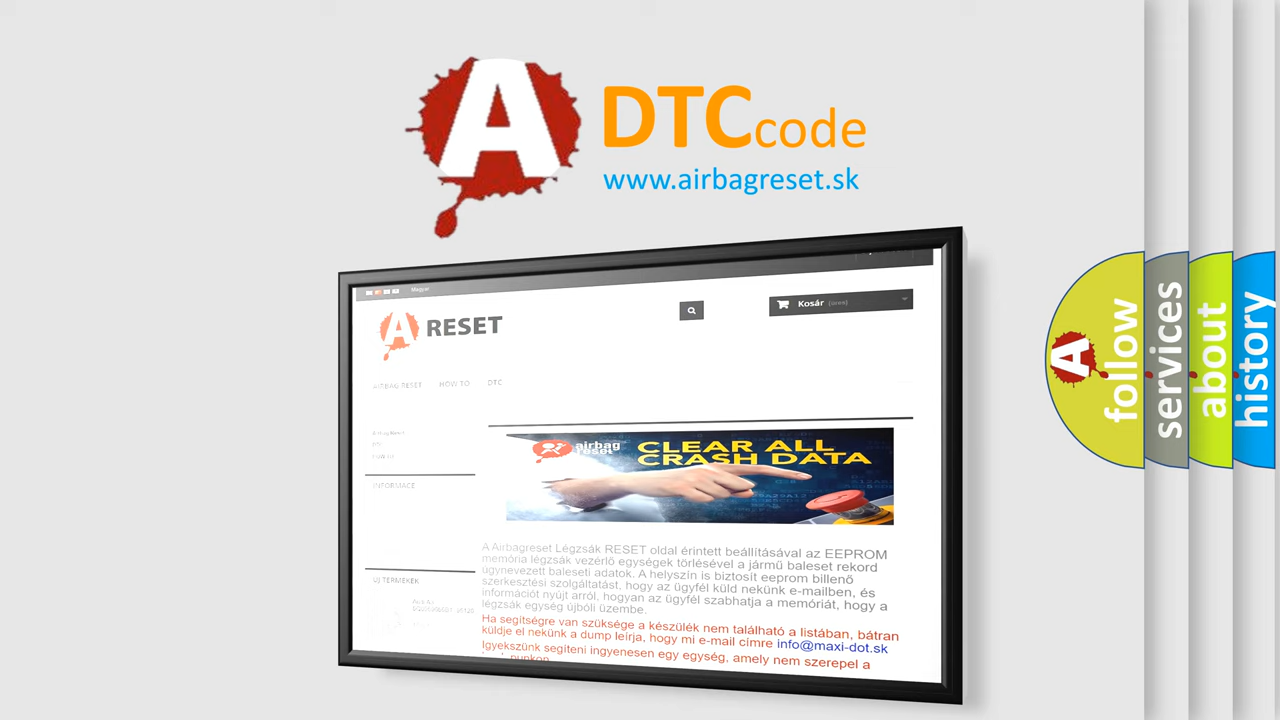 A
DTCcode
www.airbagreset.sk
Magyar
A RESET
Kosár (üres)
AIRBAG RESET HOW TO DTC
Airbag Reset
DTC
INFORMACE
airbag
reset
CLEAR ALL
CRASH DATA
A Airbagreset Légzsák RESET oldal érintett beállításával az EEPROM
memória légzsák vezérlő egységek törlésével a jármű baleset rekord
úgynevezett baleseti adatok. A helyszín is biztosít eeprom billenő
szerkesztési szolgáltatást, hogy az ügyfél küld nekünk e-mailben, és
információt nyújt arról, hogyan az ügyfél szabhatja a memóriát, hogy a
légzsák egység újbóli üzembe.
Ha segítségre van szüksége a készülék nem található a listában, bátran
küldje el nekünk a dump leírja, hogy mi e-mail címre info@maxi-dot.sk
Igyekszünk segíteni ingyenesen egy egység, amely nem szerepel a
ÚJ TERMÉKEK
A
follow
services
about
history